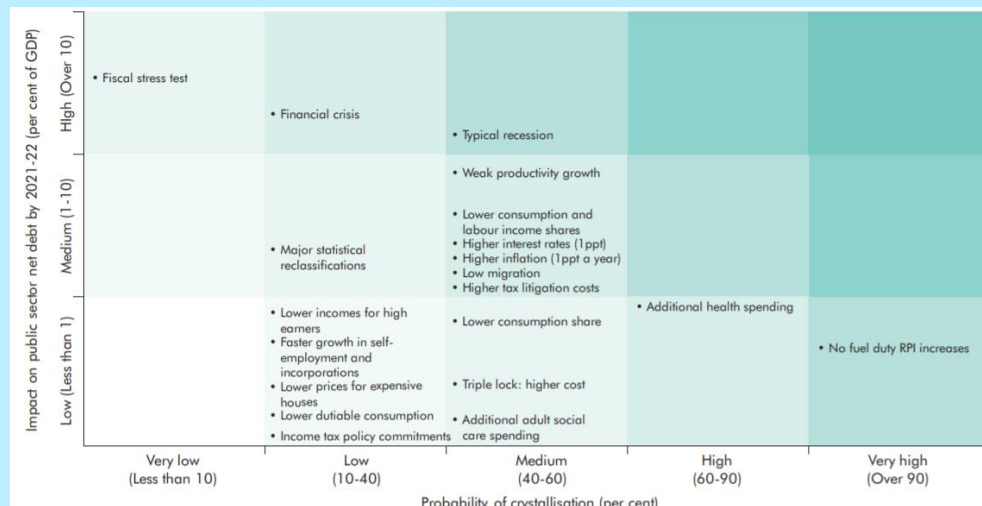 Impact on public sector net debt by 2021-22 (per cent of GDP)
HIgh (Over 10)
Medium (1-10)
Low (Less than 1)
• Fiscal stress test
• Financial crisis
• Typical recession
• Weak productivity growth
• Lower consumption and
labour income shares
• Higher interest rates (1ppt)
• Higher inflation (1ppt a year)
• Low migration
• Higher tax litigation costs
• Major statistical
reclassifications
• Lower incomes for high
earners
• Faster growth in self-
employment and
incorporations
• Lower prices for expensive
houses
• Lower dutiable consumption
• Income tax policy commitments
• Lower consumption share
• Triple lock: higher cost
• Additional adult social
care spending
• Additional health spending
• No fuel duty RPI increases
Very low
(Less than 10)
Low
(10-40)
Medium
(40-60)
High
(60-90)
Very high
(Over 90)
Probability of crystallisation (per cent)